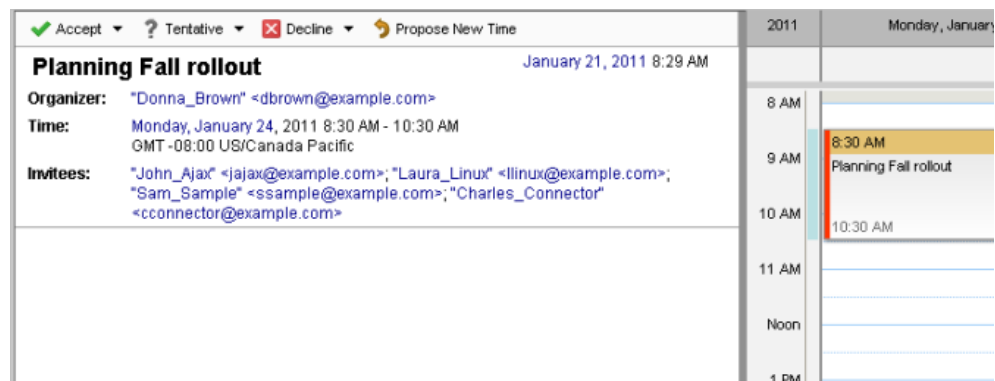 Accept Tentative Decline Propose New Time
Planning Fall rollout January 21, 2011 8:29 AM
Organizer: "Donna_Brown" <dbrown@example.com>
Time: Monday, January 24, 2011 8:30 AM - 10:30 AM
GMT -08:00 US/Canada Pacific
Invitees: "John_Ajax" <jajax@example.com>; "Laura_Linux" <llinux@example.com>;
"Sam_Sample" <ssample@example.com>; "Charles_Connector"
<cconnector@example.com>
2011 Monday, January
8 AM
8:30 AM
9 AM
Planning Fall rollout
10 AM
10:30 AM
11 AM
Noon
1 PM